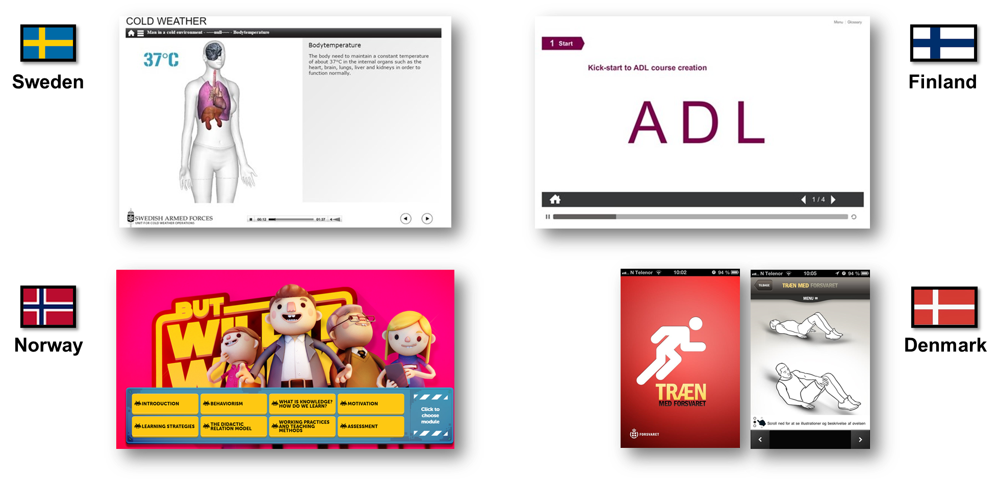 Sweden
COLD WEATHER
Man in a cold environment - ~~~null~~~ - Bodytemperature
37°C
Bodytemperature
The body need to maintain a constant temperature
of about 37°C in the internal organs such as the
heart, brain, lungs, liver and kidneys in order to
function normally.
SWEDISH ARMED FORCES
UNIT FOR COLD WEATHER OPERATIONS
00:12
01:37
Finland
Menu | Glossary
1 Start
Kick-start to ADL course creation
ADL
1 / 4
Norway
BUT
INTRODUCTION
BEHAVIORISM
WHAT IS KNOWLEDGE?
HOW DO WE LEARN?
MOTIVATION
LEARNING STRATEGIES
THE DIDACTIC
RELATION MODEL
WORKING PRACTICES
AND TEACHING
METHODS
ASSESSMENT
Click to
choose
module
Denmark
N Telenor 10:02 94 %
TRÆN
MED FORSVARET
FORSVARET
N Telenor 10:05 94 %
TILBAGE
TRÆN MED FORSVARET
MENU
Scroll ned for at se illustrationer og beskrivelse af øvelsen